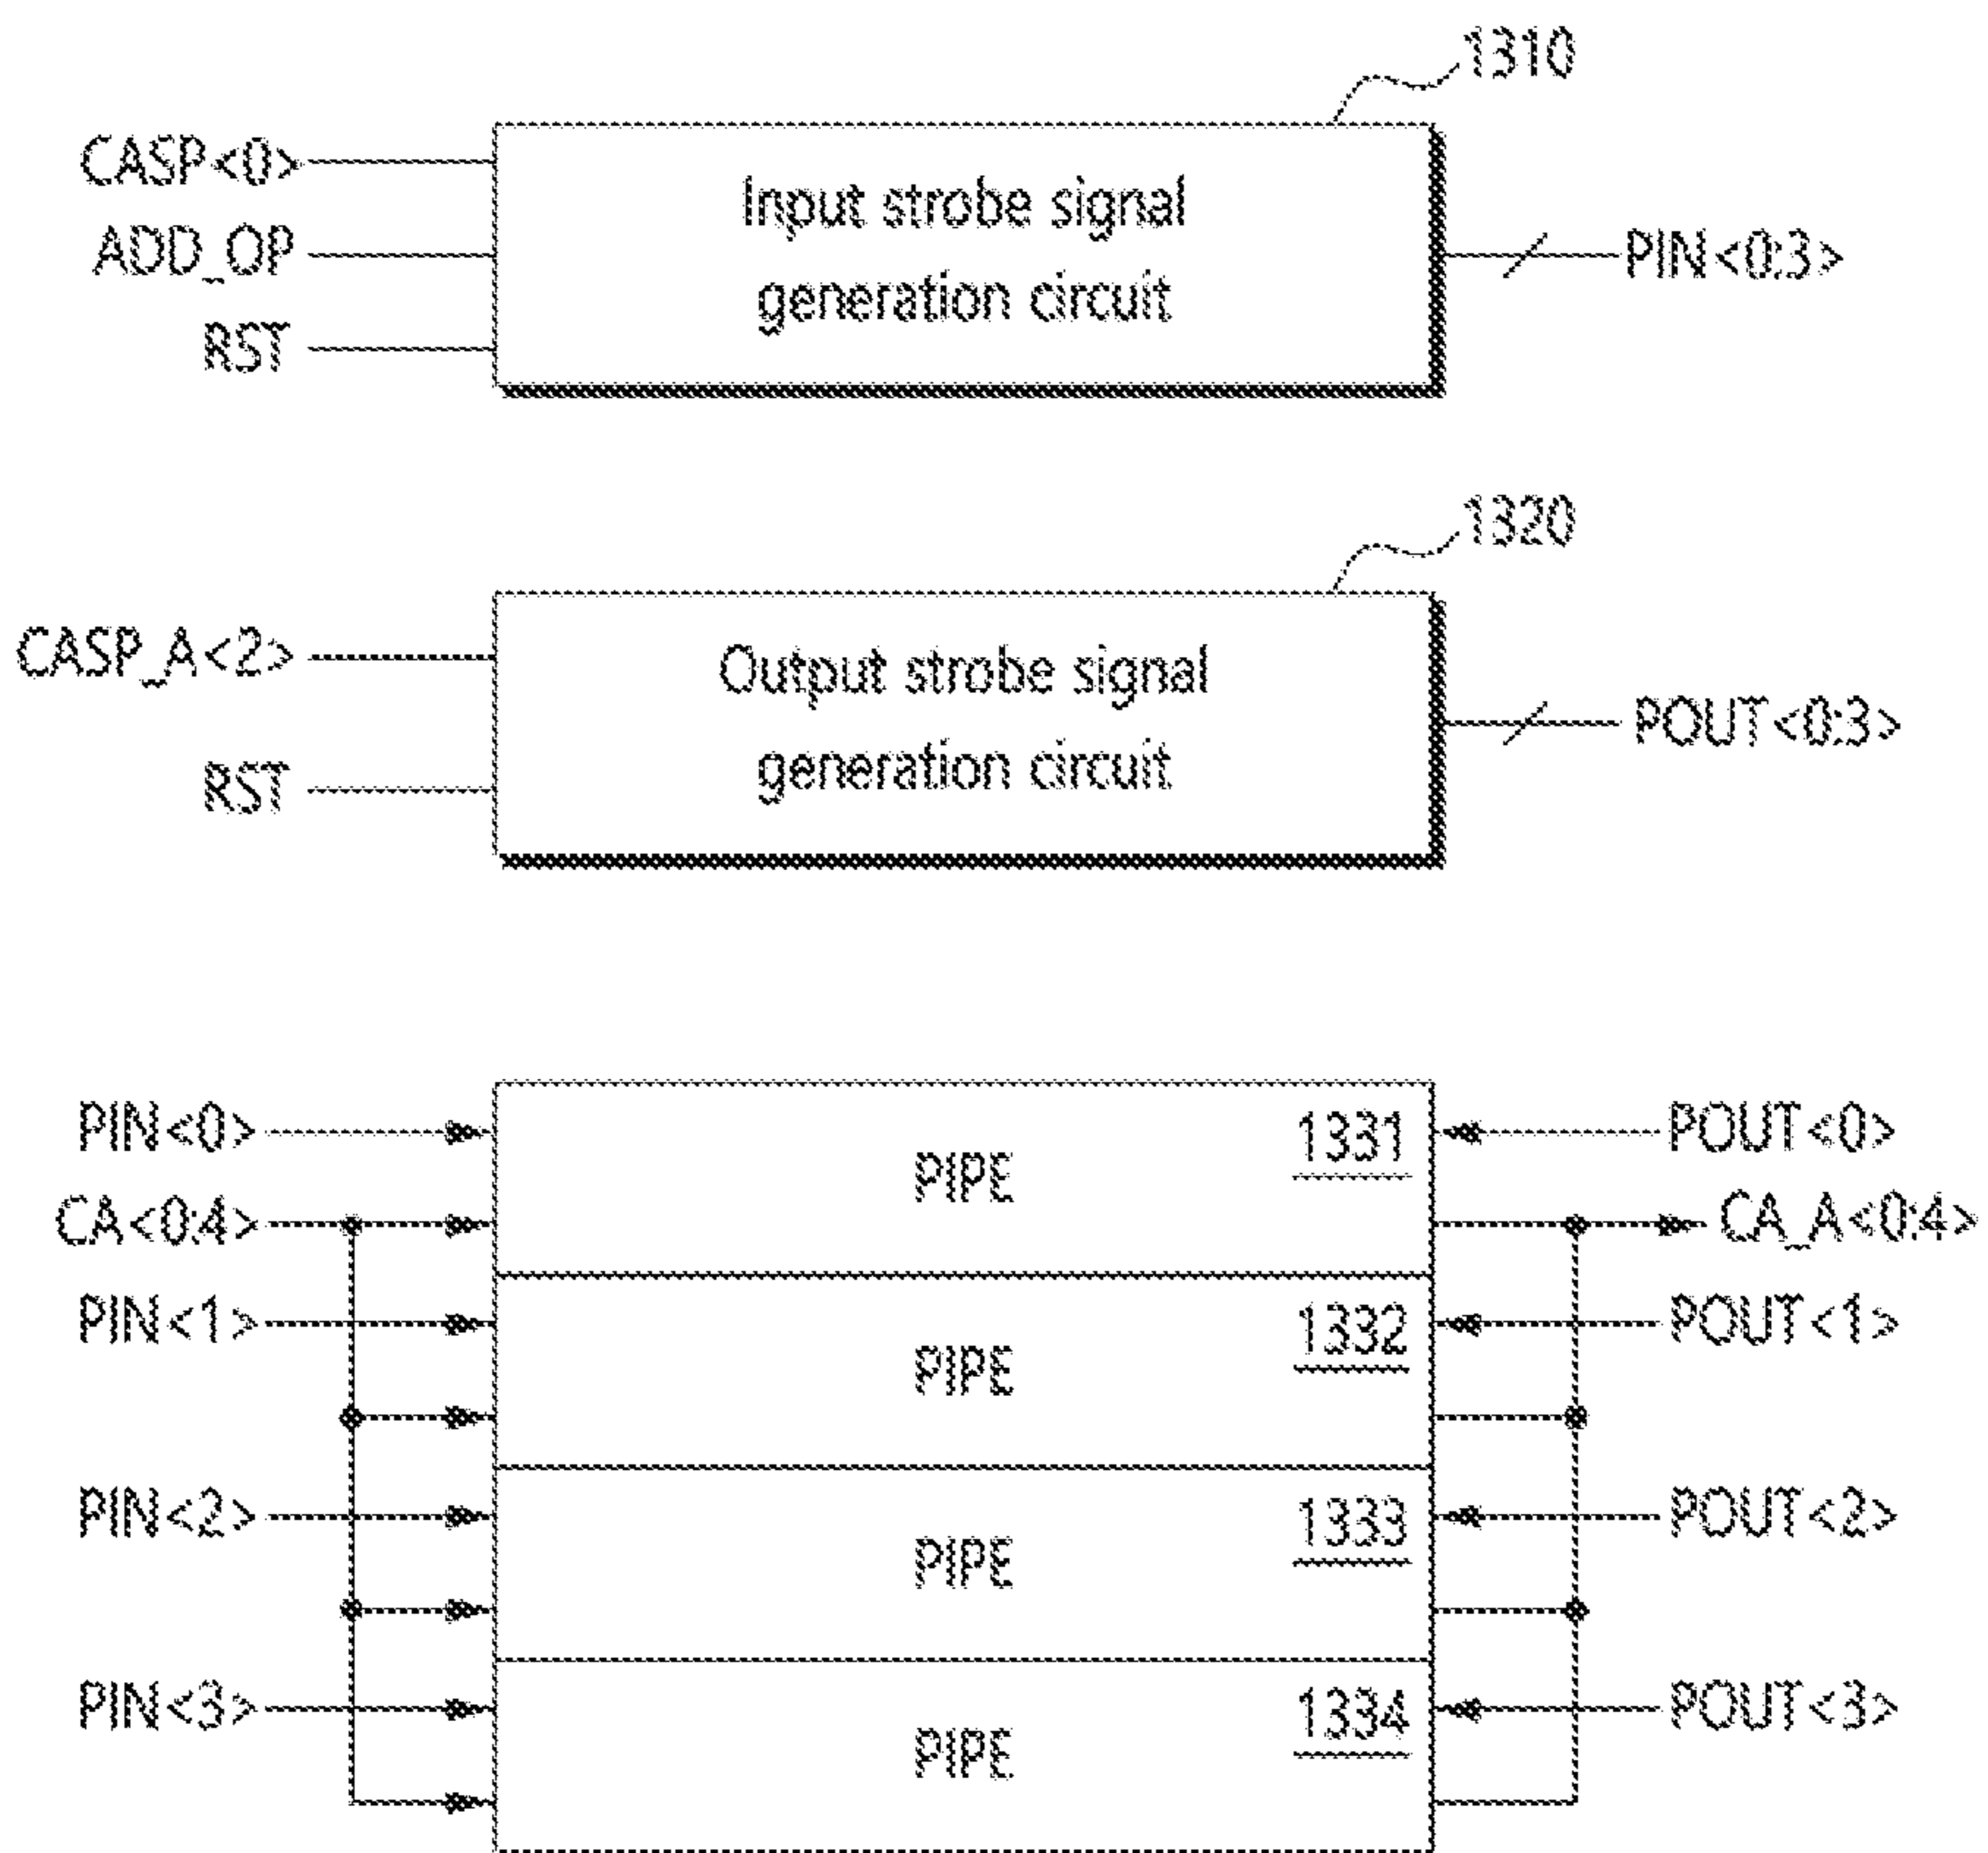 1310
CASP<0>
ADD_OP
RST
Input strobe signal
generation circuit
PIN<0:3>
1320
CASP_A<2>
RST
Output strobe signal
generation circuit
POUT<0:3>
PIN<0>
CA<0:4>
PIPE
1331
POUT<0>
CA_A<0:4>
PIN<1>
PIPE
1332
POUT<1>
PIN<2>
PIPE
1333
POUT<2>
PIN<3>
PIPE
1334
POUT<3>